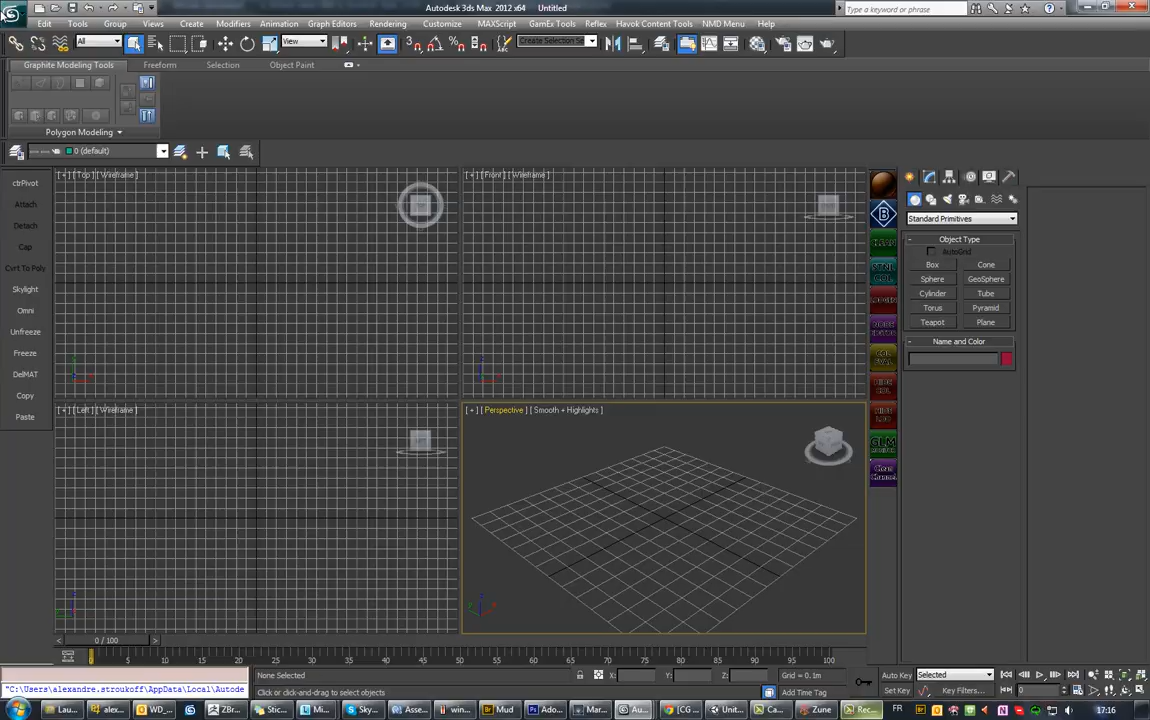 Autodesk 3ds Max 2012 x64 Untitled
Type a keyword or phrase
Edit Tools Group Views Create Modifiers Animation Graph Editors Rendering Customize MAXScript GamEx Tools Reflex Havok Content Tools NMD Menu Help
All View Create Selection Se
Graphite Modeling Tools Freeform Selection Object Paint
Polygon Modeling
0 (default)
ctrPivot
Attach
Detach
Cap
Cvrt To Poly
Skylight
Omni
Unfreeze
Freeze
DelMAT
Copy
Paste
[ + ] [ Top ] [ Wireframe ]
[ + ] [ Front ] [ Wireframe ]
[ + ] [ Left ] [ Wireframe ]
[ + ] [ Perspective ] [ Smooth + Highlights ]
GLM
Standard Primitives
Object Type
AutoGrid
Box Cone
Sphere GeoSphere
Cylinder Tube
Torus Pyramid
Teapot Plane
Name and Color
0 / 100
0 5 10 15 20 25 30 35 40 45 50 55 60 65 70 75 80 85 90 95 100
None Selected X: Y: Z: Grid = 0.1m Auto Key Selected
"C:\Users\alexandre.stroukoff\AppData\Local\Autode
Click or click-and-drag to select objects Add Time Tag Set Key Key Filters... 0
Lau... alex... WD_... ZBr... Stic... Mi... Sky... Asse... win... Mud Ado... Mar... Au... [CG ... Unit... Ca... Zune Rec... FR 17:16